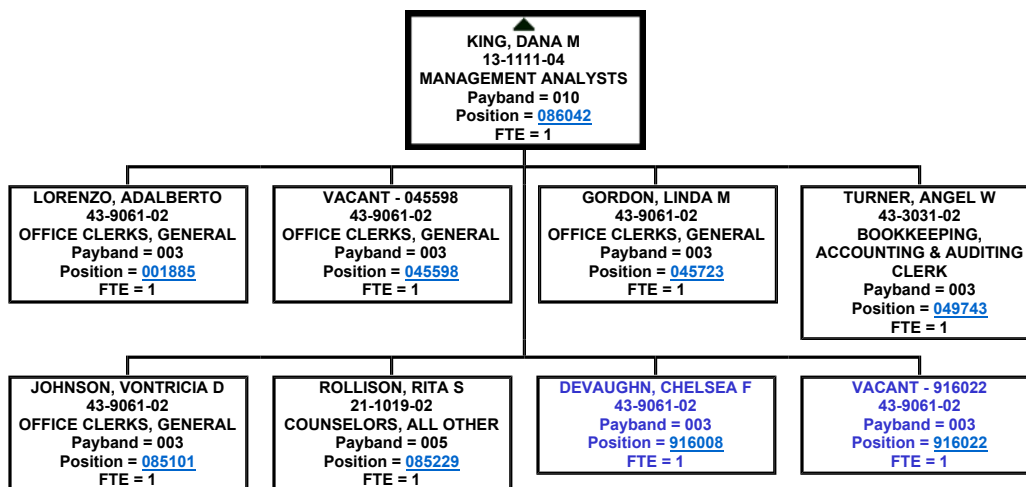 KING, DANA M
13-1111-04
MANAGEMENT ANALYSTS
Payband = 010
Position = 086042
FTE = 1
LORENZO, ADALBERTO
43-9061-02
OFFICE CLERKS, GENERAL
Payband = 003
Position = 001885
FTE = 1
VACANT - 045598
43-9061-02
OFFICE CLERKS, GENERAL
Payband = 003
Position = 045598
FTE = 1
GORDON, LINDA M
43-9061-02
OFFICE CLERKS, GENERAL
Payband = 003
Position = 045723
FTE = 1
TURNER, ANGEL W
43-3031-02
BOOKKEEPING,
ACCOUNTING & AUDITING
CLERK
Payband = 003
Position = 049743
FTE = 1
JOHNSON, VONTRICIA D
43-9061-02
OFFICE CLERKS, GENERAL
Payband = 003
Position = 085101
FTE = 1
ROLLISON, RITA S
21-1019-02
COUNSELORS, ALL OTHER
Payband = 005
Position = 085229
FTE = 1
DEVAUGHN, CHELSEA F
43-9061-02
Payband = 003
Position = 916008
FTE = 1
VACANT - 916022
43-9061-02
Payband = 003
Position = 916022
FTE = 1